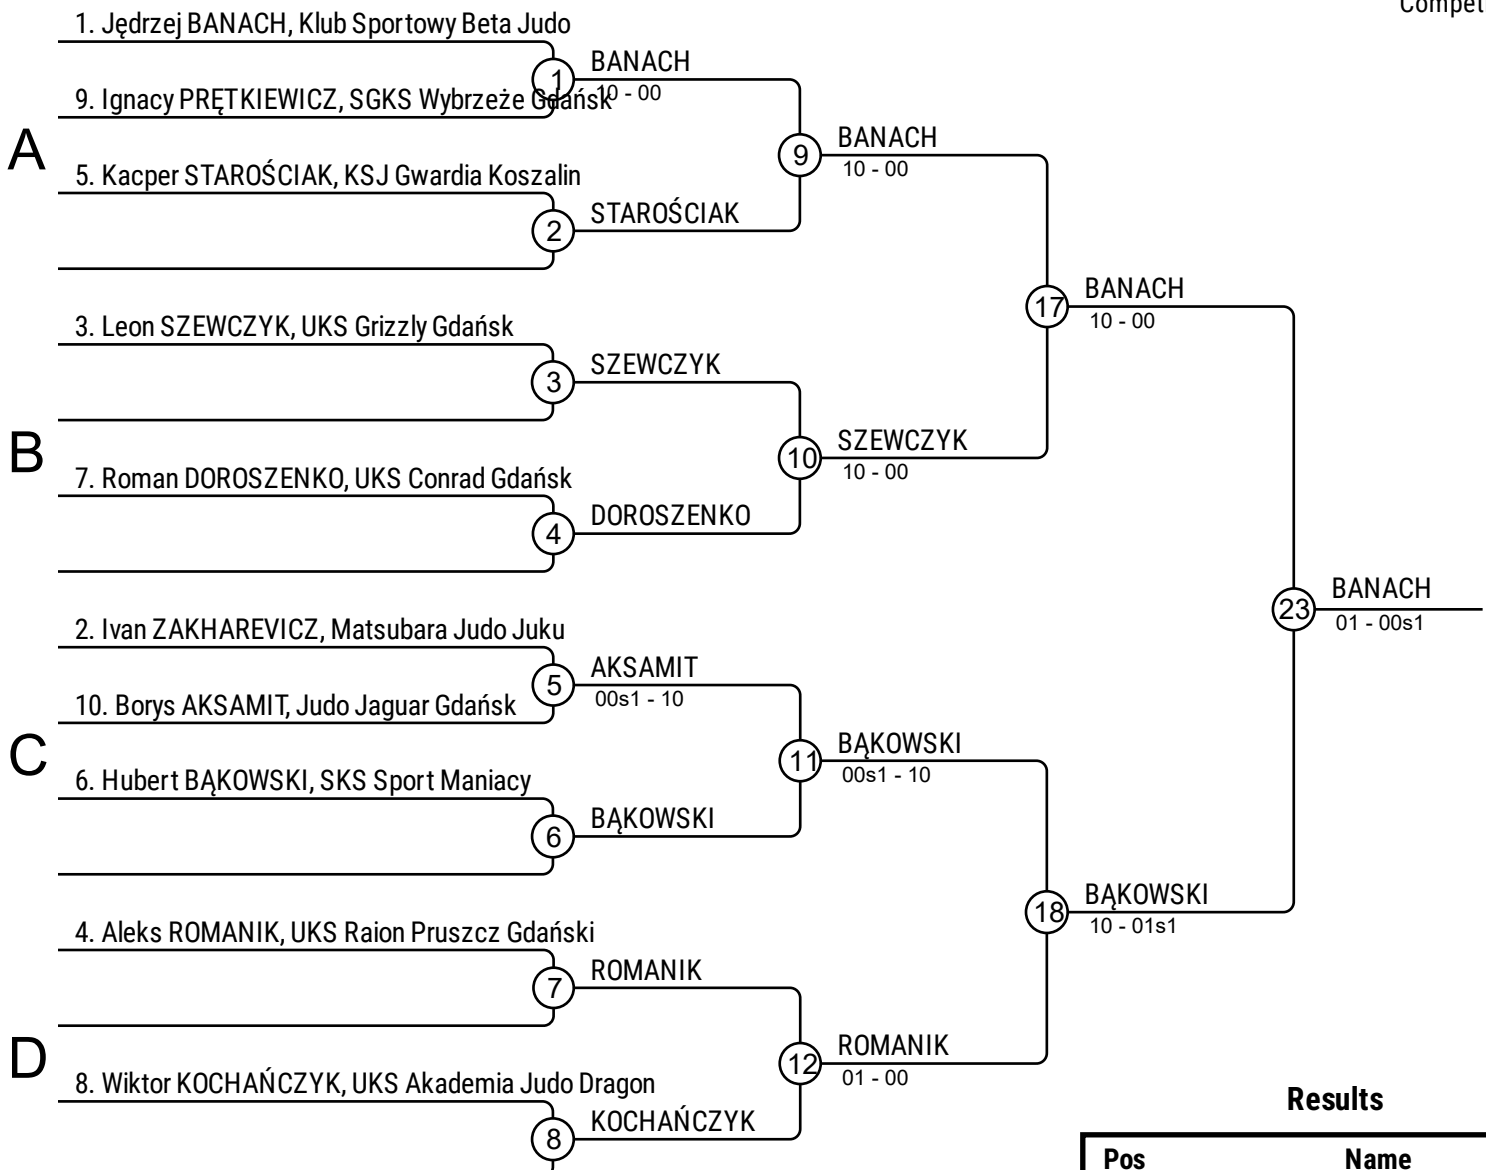 Compet
1. Jędrzej BANACH, Klub Sportowy Beta Judo
1
BANACH
10 - 00
9. Ignacy PRĘTKIEWICZ, SGKS Wybrzeże Gdańsk
A
9
BANACH
10 - 00
5. Kacper STAROŚCIAK, KSJ Gwardia Koszalin
2
STAROŚCIAK
17
BANACH
10 - 00
3. Leon SZEWCZYK, UKS Grizzly Gdańsk
3
SZEWCZYK
B
10
SZEWCZYK
10 - 00
7. Roman DOROSZENKO, UKS Conrad Gdańsk
4
DOROSZENKO
23
BANACH
01 - 00s1
2. Ivan ZAKHAREVICZ, Matsubara Judo Juku
5
AKSAMIT
00s1 - 10
10. Borys AKSAMIT, Judo Jaguar Gdańsk
C
11
BĄKOWSKI
00s1 - 10
6. Hubert BĄKOWSKI, SKS Sport Maniacy
6
BĄKOWSKI
18
BĄKOWSKI
10 - 01s1
4. Aleks ROMANIK, UKS Raion Pruszcz Gdański
7
ROMANIK
D
12
ROMANIK
01 - 00
8. Wiktor KOCHAŃCZYK, UKS Akademia Judo Dragon
8
KOCHAŃCZYK
Results
Pos Name